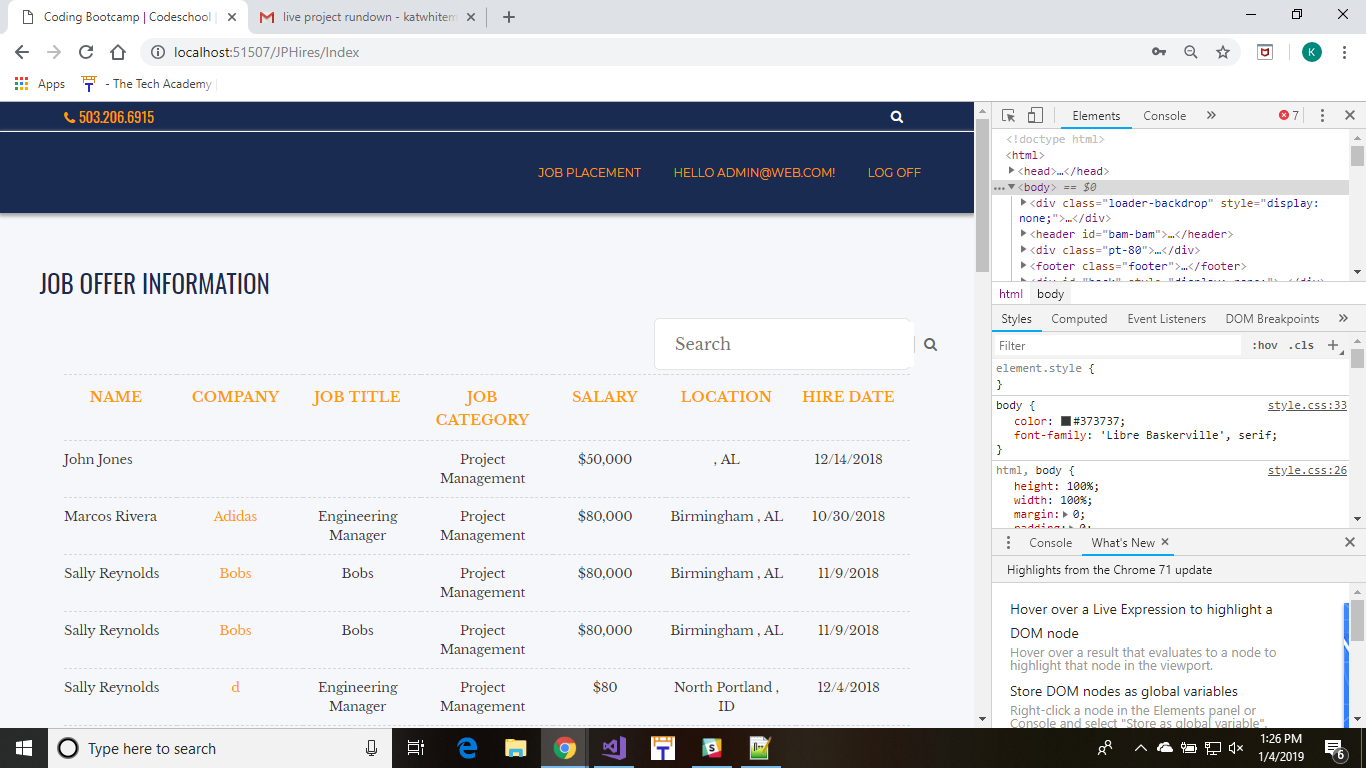 Coding Bootcamp | Codeschool |
live project rundown - katwhitem
localhost:51507/JPHires/Index
K
Apps
T - The Tech Academy
503.206.6915
JOB PLACEMENT
HELLO ADMIN@WEB.COM!
LOG OFF
JOB OFFER INFORMATION
Search
NAME COMPANY JOB TITLE JOB CATEGORY SALARY LOCATION HIRE DATE
John Jones Project Management $50,000 , AL 12/14/2018
Marcos Rivera Adidas Engineering Manager Project Management $80,000 Birmingham , AL 10/30/2018
Sally Reynolds Bobs Bobs Project Management $80,000 Birmingham , AL 11/9/2018
Sally Reynolds Bobs Bobs Project Management $80,000 Birmingham , AL 11/9/2018
Sally Reynolds d Engineering Manager Project Management $80 North Portland , ID 12/4/2018
Elements Console » 7
<!doctype html>
<html>
<head>…</head>
<body> == $0
<div class="loader-backdrop" style="display:
none;">…</div>
<header id="bam-bam">…</header>
<div class="pt-80">…</div>
<footer class="footer">…</footer>
<div id="back" style="display: none;"> </div>
html body
Styles Computed Event Listeners DOM Breakpoints »
Filter :hov .cls +
element.style {
}
body { style.css:33
color: #373737;
font-family: 'Libre Baskerville', serif;
}
html, body { style.css:26
height: 100%;
width: 100%;
margin: 0;
padding: 0;
Console What's New
Highlights from the Chrome 71 update
Hover over a Live Expression to highlight a
DOM node
Hover over a result that evaluates to a node to
highlight that node in the viewport.
Store DOM nodes as global variables
Right-click a node in the Elements panel or
Console and select "Store as global variable".
Type here to search
T
1:26 PM
1/4/2019
6